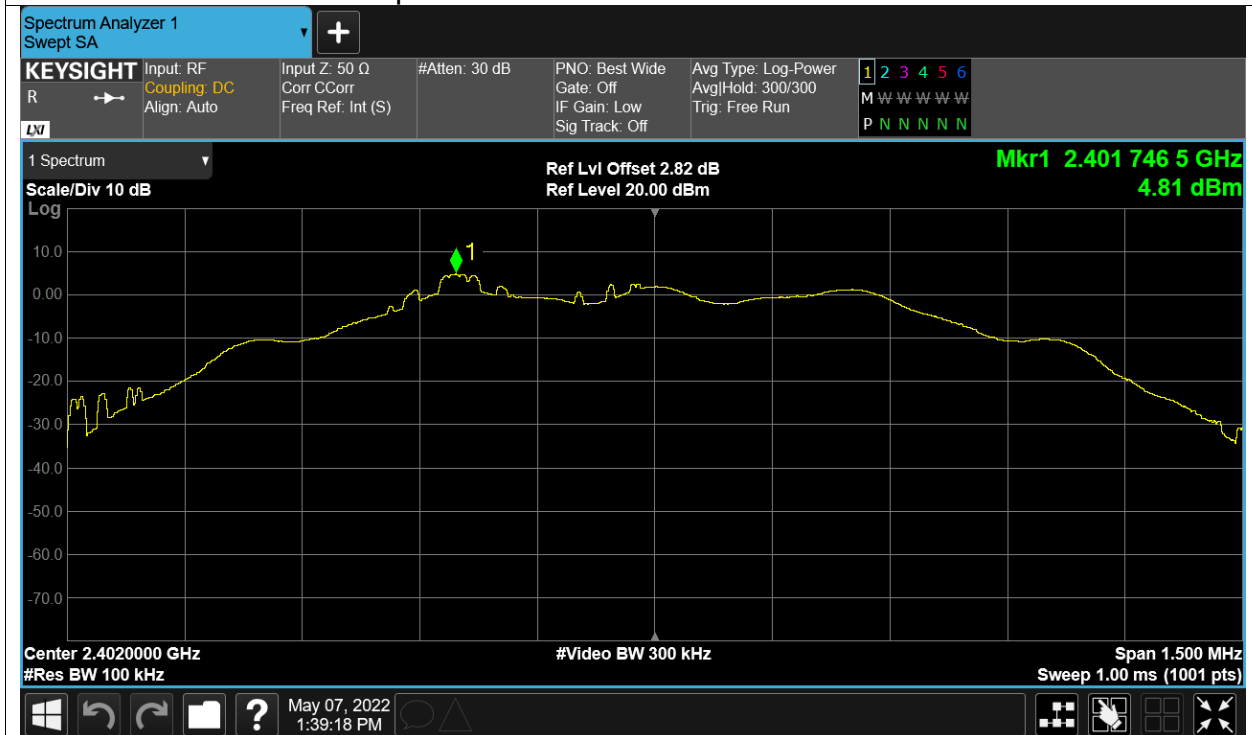 Spectrum Analyzer 1
Swept SA
KEYSIGHT
R
LXI
Input: RF
Coupling: DC
Align: Auto
Input Z: 50 Ω
Corr CCorr
Freq Ref: Int (S)
#Atten: 30 dB
PNO: Best Wide
Gate: Off
IF Gain: Low
Sig Track: Off
Avg Type: Log-Power
Avg|Hold: 300/300
Trig: Free Run
1 2 3 4 5 6
M W W W W W
P N N N N N
1 Spectrum
Scale/Div 10 dB
Ref Lvl Offset 2.82 dB
Ref Level 20.00 dBm
Mkr1 2.401 746 5 GHz
4.81 dBm
Log
1
10.0
0.00
-10.0
-20.0
-30.0
-40.0
-50.0
-60.0
-70.0
Center 2.4020000 GHz
#Res BW 100 kHz
#Video BW 300 kHz
Span 1.500 MHz
Sweep 1.00 ms (1001 pts)
?
May 07, 2022
1:39:18 PM